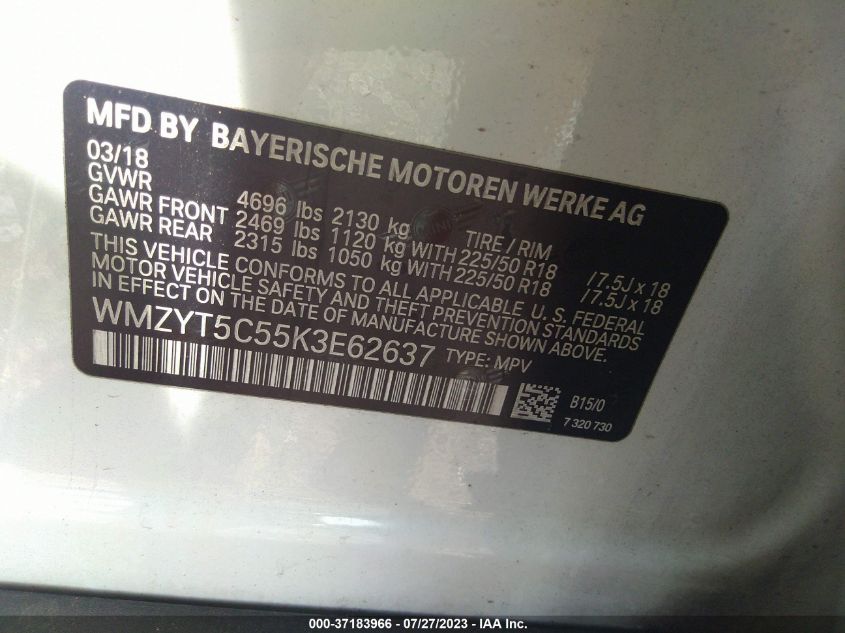 MFD BY BAYERISCHE MOTOREN WERKE AG
03/18
GVWR 4696 lbs 2130 kg TIRE / RIM
GAWR FRONT 2469 lbs 1120 kg WITH 225/50 R18 / 7.5J x 18
GAWR REAR 2315 lbs 1050 kg WITH 225/50 R18 / 7.5J x 18
THIS VEHICLE CONFORMS TO ALL APPLICABLE U. S. FEDERAL
MOTOR VEHICLE SAFETY AND THEFT PREVENTION STANDARDS
IN EFFECT ON THE DATE OF MANUFACTURE SHOWN ABOVE.
WMZYT5C55K3E62637 TYPE: MPV
B15/0
7 320 730
000-37183966 - 07/27/2023 - IAA Inc.